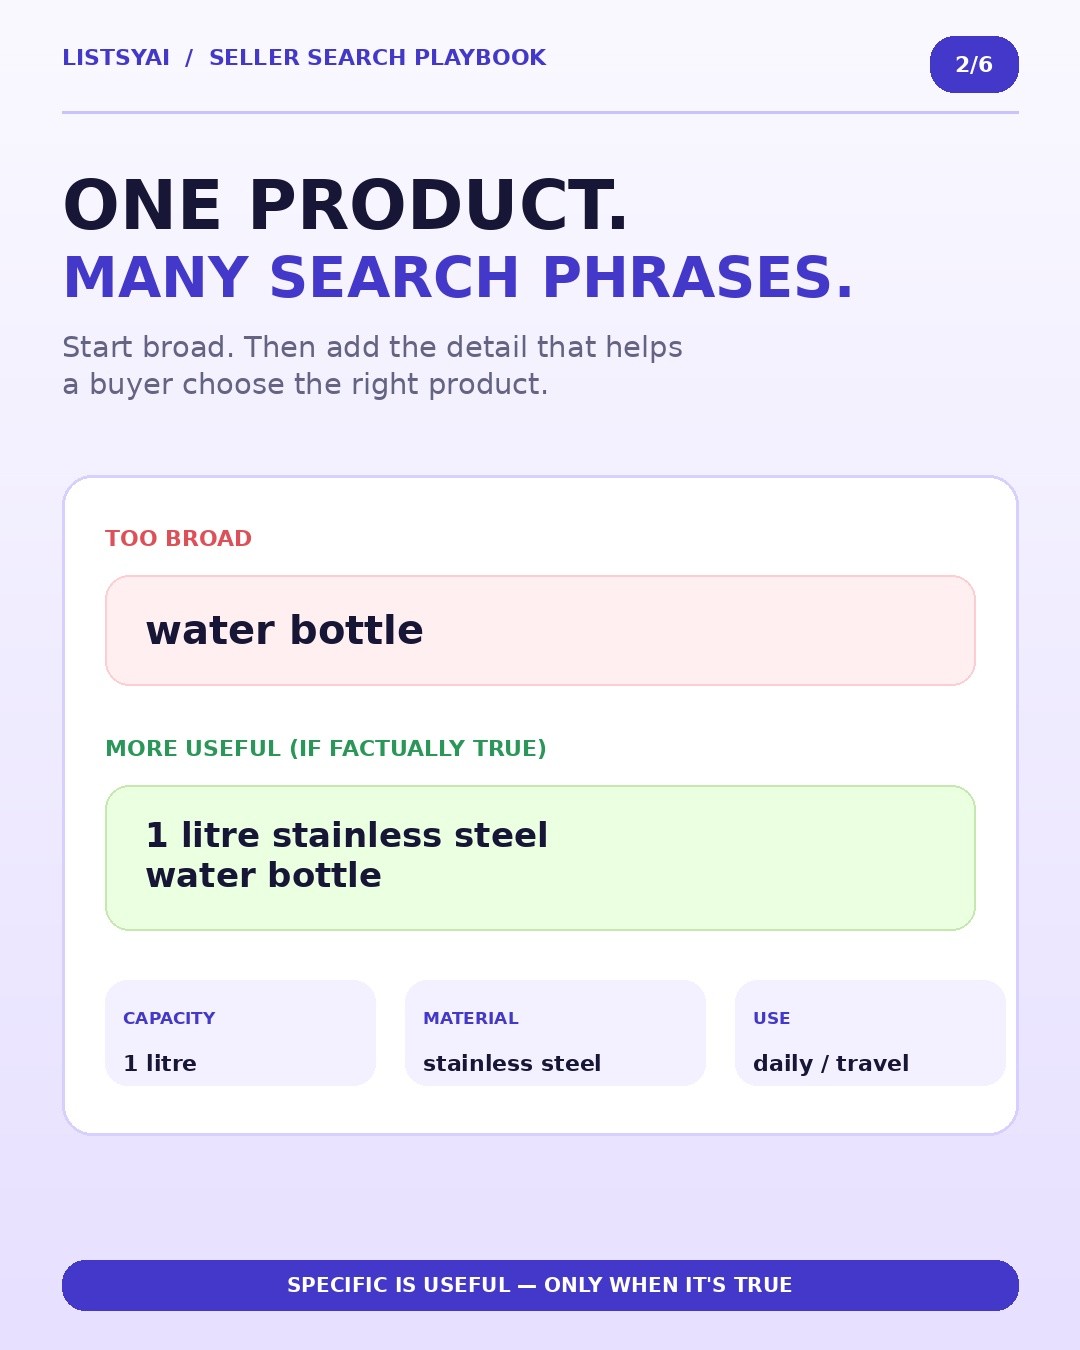 LISTSYAI / SELLER SEARCH PLAYBOOK
2/6
ONE PRODUCT.
MANY SEARCH PHRASES.
Start broad. Then add the detail that helps
a buyer choose the right product.
TOO BROAD
water bottle
MORE USEFUL (IF FACTUALLY TRUE)
1 litre stainless steel
water bottle
CAPACITY
1 litre
MATERIAL
stainless steel
USE
daily / travel
SPECIFIC IS USEFUL — ONLY WHEN IT'S TRUE